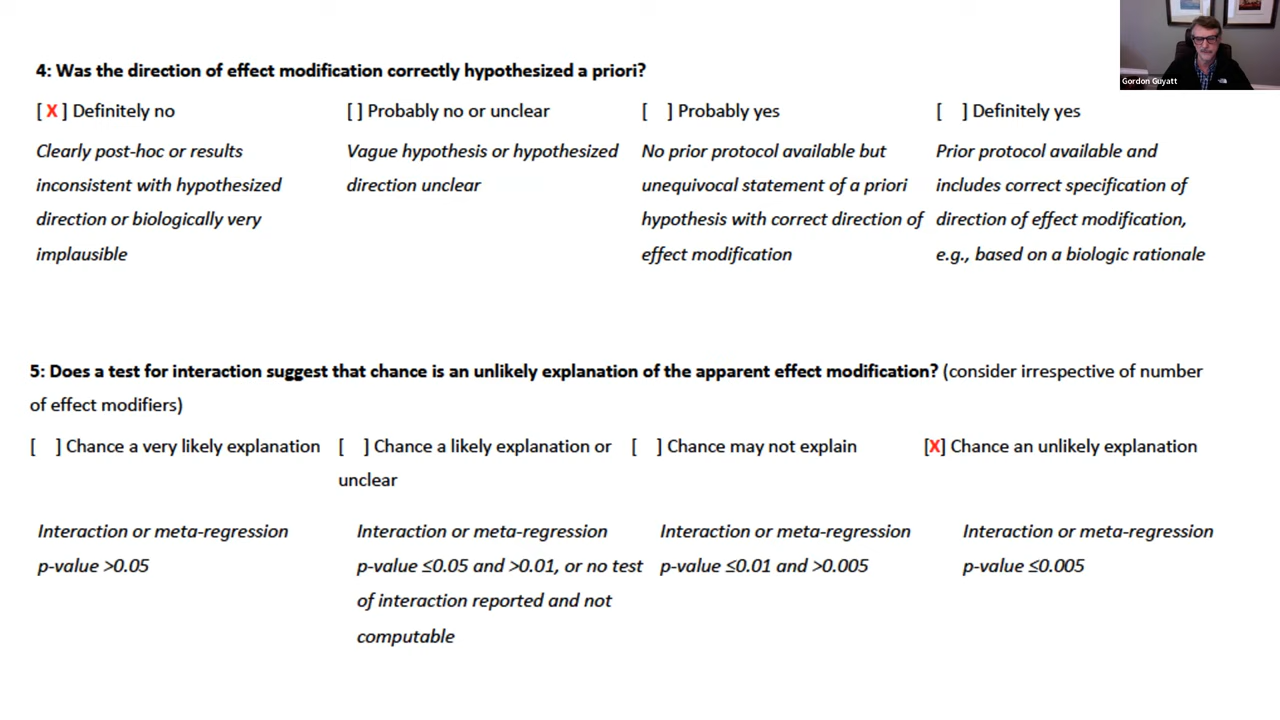 Gordon Guyatt
4: Was the direction of effect modification correctly hypothesized a priori?
[ X ] Definitely no
Clearly post-hoc or results
inconsistent with hypothesized
direction or biologically very
implausible
[ ] Probably no or unclear
Vague hypothesis or hypothesized
direction unclear
[ ] Probably yes
No prior protocol available but
unequivocal statement of a priori
hypothesis with correct direction of
effect modification
[ ] Definitely yes
Prior protocol available and
includes correct specification of
direction of effect modification,
e.g., based on a biologic rationale
5: Does a test for interaction suggest that chance is an unlikely explanation of the apparent effect modification? (consider irrespective of number
of effect modifiers)
[ ] Chance a very likely explanation
Interaction or meta-regression
p-value >0.05
[ ] Chance a likely explanation or
unclear
Interaction or meta-regression
p-value ≤0.05 and >0.01, or no test
of interaction reported and not
computable
[ ] Chance may not explain
Interaction or meta-regression
p-value ≤0.01 and >0.005
[X] Chance an unlikely explanation
Interaction or meta-regression
p-value ≤0.005